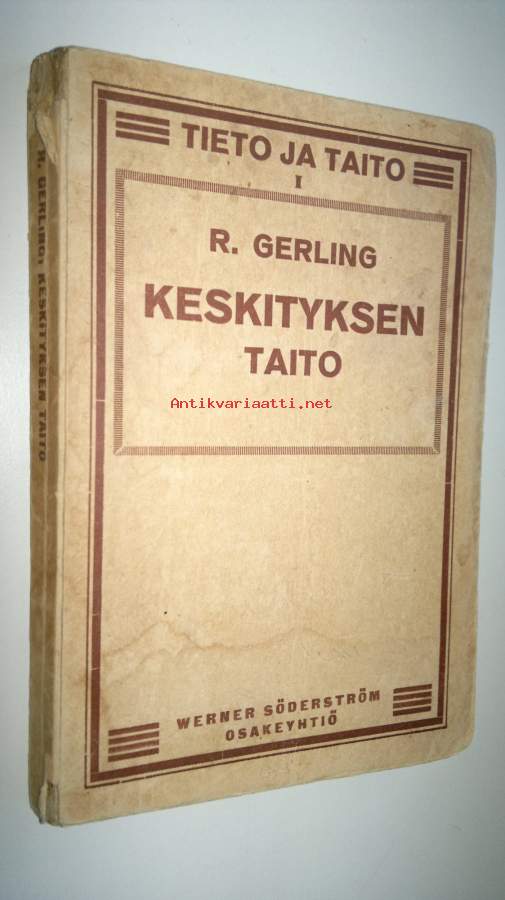 TIETO JA TAITO
I
R. GERLING
KESKITYKSEN
TAITO
Antikvariaatti.net
WERNER SÖDERSTRÖM
OSAKEYHTIÖ
R. GERLING, KESKITYKSEN TAITO